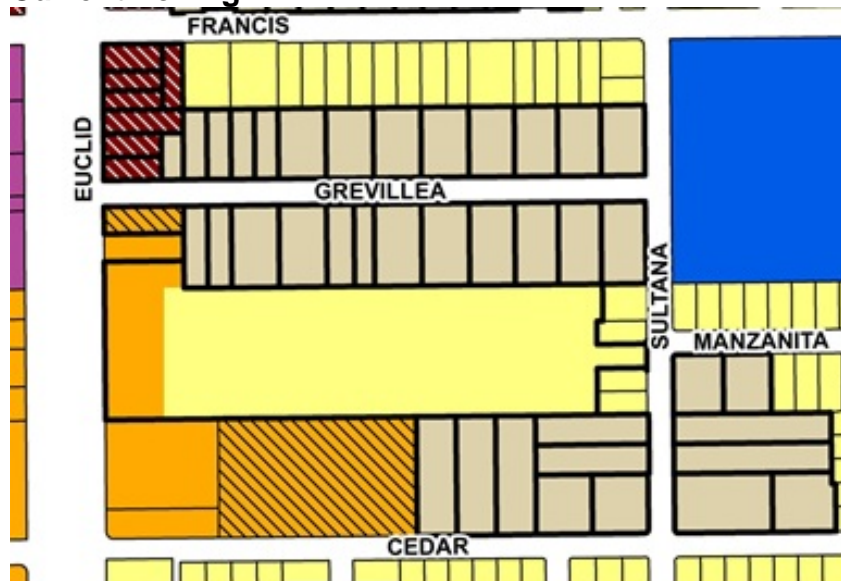 FRANCIS
EUCLID
GREVILLEA
SULTANA
MANZANITA
CEDAR